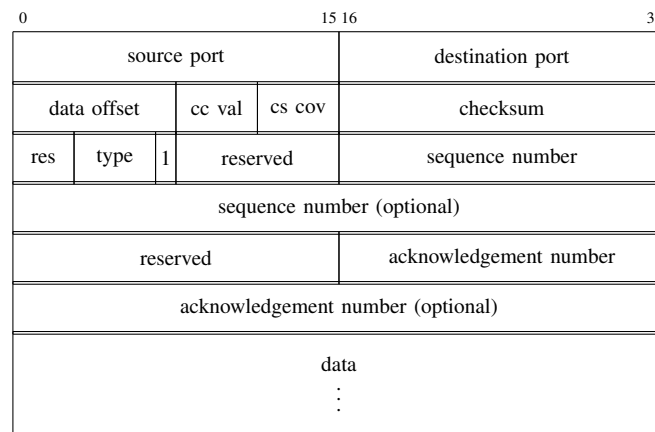 0 15 16 3
source port destination port
data offset cc val cs cov checksum
res type 1 reserved sequence number
sequence number (optional)
reserved acknowledgement number
acknowledgement number (optional)
data